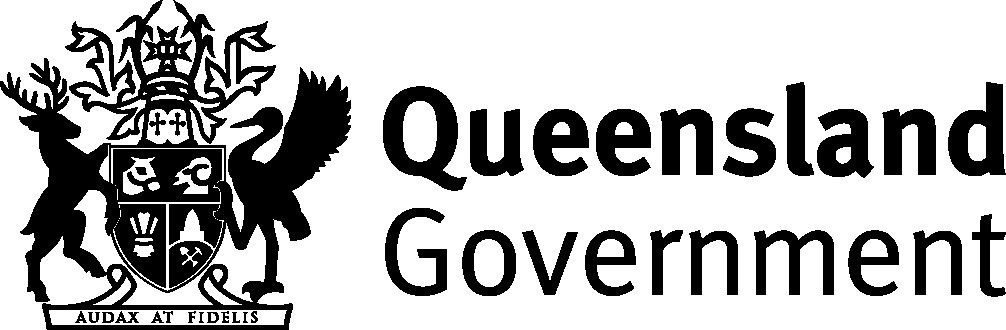 Queensland
Government
AUDAX AT FIDELIS